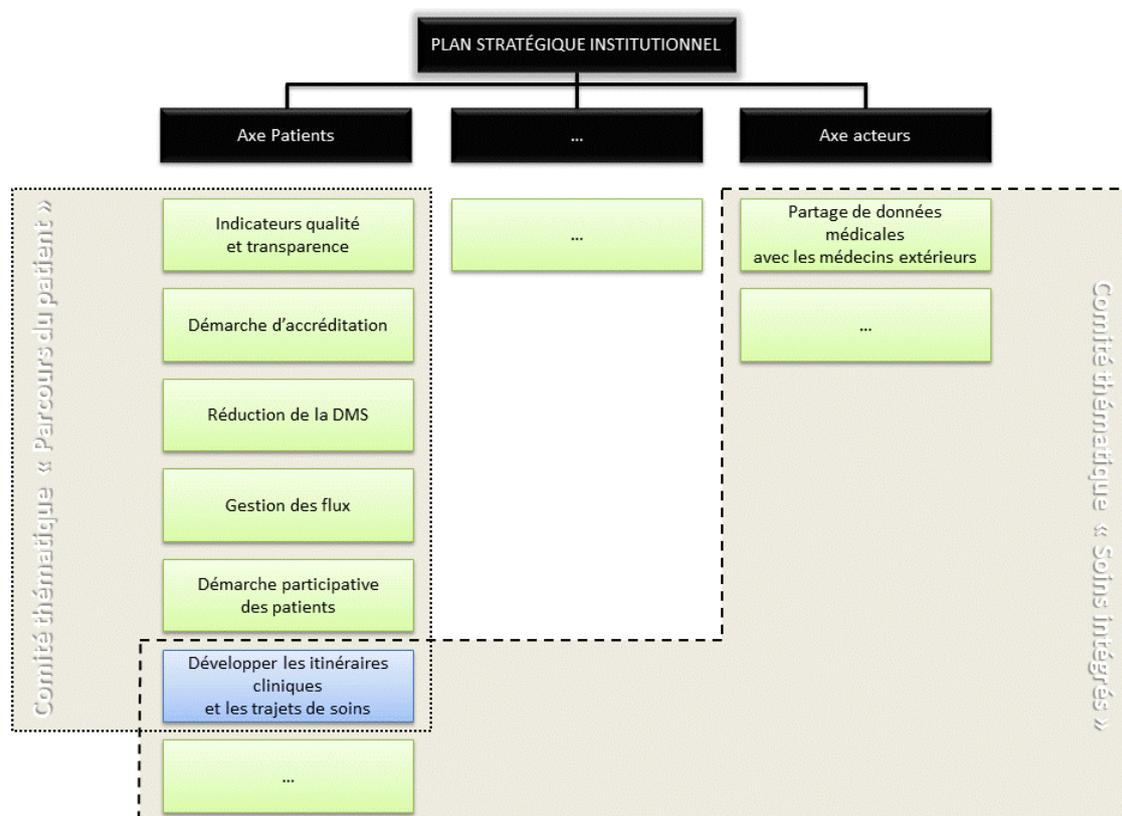 PLAN STRATÉGIQUE INSTITUTIONNEL
Axe Patients
...
Axe acteurs
Comité thématique « Parcours du patient »
Indicateurs qualité
et transparence
Démarche d'accréditation
Réduction de la DMS
Gestion des flux
Démarche participative
des patients
Développer les itinéraires
cliniques
et les trajets de soins
...
...
Partage de données
médicales
avec les médecins extérieurs
...
Comité thématique « Soins intégrés »